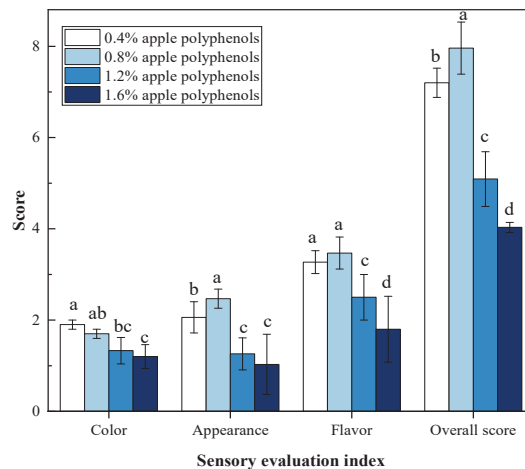 0.4% apple polyphenols
0.8% apple polyphenols
1.2% apple polyphenols
1.6% apple polyphenols
Score
8
6
4
2
0
a
ab
bc
c
b
a
c
c
a
a
c
d
b
a
c
d
Color
Appearance
Flavor
Overall score
Sensory evaluation index